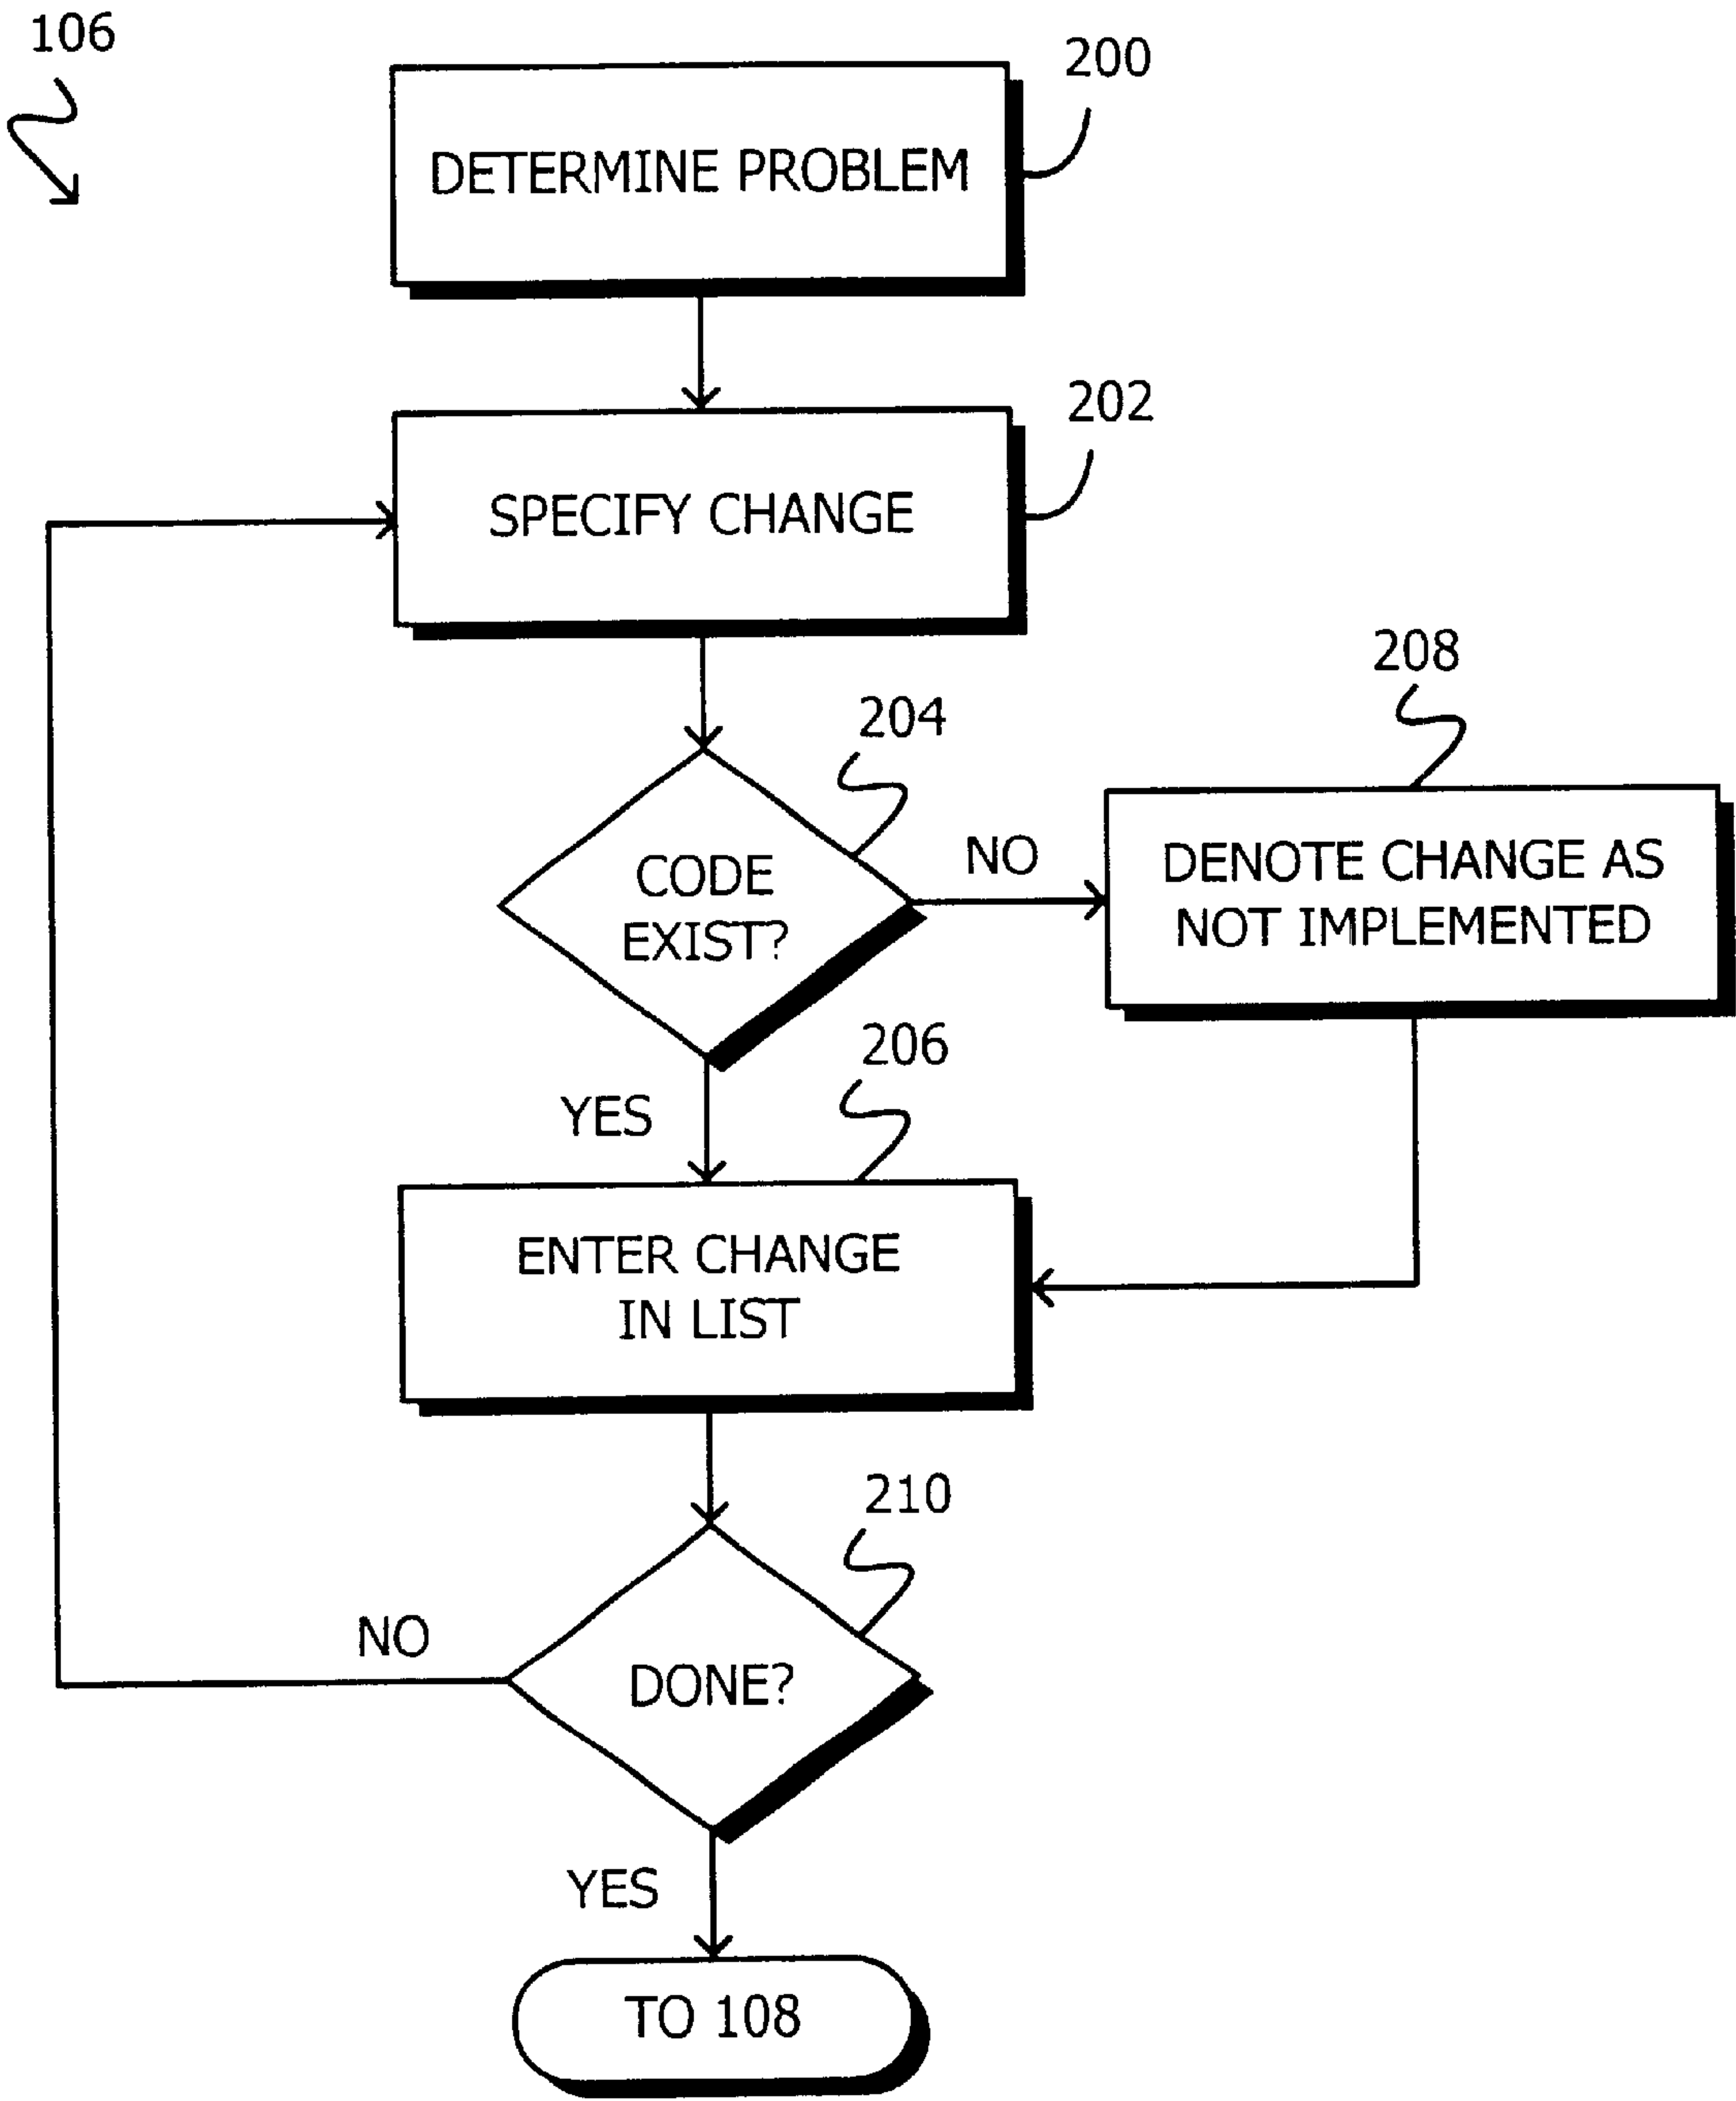 106
200
DETERMINE PROBLEM
202
SPECIFY CHANGE
204
208
CODE
EXIST?
NO
DENOTE CHANGE AS
NOT IMPLEMENTED
YES
206
ENTER CHANGE
IN LIST
210
NO
DONE?
YES
TO 108